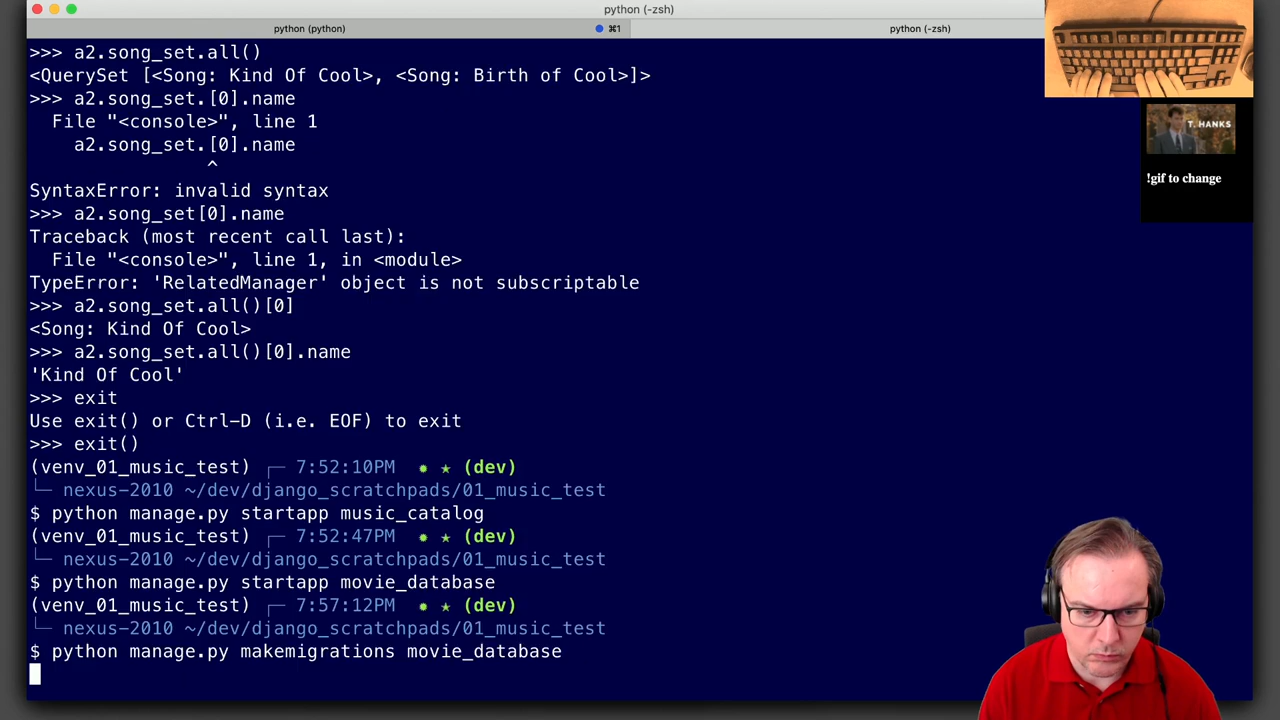 python (-zsh)
python (python)
⌘1
python (-zsh)
>>> a2.song_set.all()
<QuerySet [<Song: Kind Of Cool>, <Song: Birth of Cool>]>
>>> a2.song_set.[0].name
  File "<console>", line 1
    a2.song_set.[0].name
                ^
SyntaxError: invalid syntax
>>> a2.song_set[0].name
Traceback (most recent call last):
  File "<console>", line 1, in <module>
TypeError: 'RelatedManager' object is not subscriptable
>>> a2.song_set.all()[0]
<Song: Kind Of Cool>
>>> a2.song_set.all()[0].name
'Kind Of Cool'
>>> exit
Use exit() or Ctrl-D (i.e. EOF) to exit
>>> exit()
(venv_01_music_test) ┌─ 7:52:10PM ✹ ★ (dev)
└─ nexus-2010 ~/dev/django_scratchpads/01_music_test
$ python manage.py startapp music_catalog
(venv_01_music_test) ┌─ 7:52:47PM ✹ ★ (dev)
└─ nexus-2010 ~/dev/django_scratchpads/01_music_test
$ python manage.py startapp movie_database
(venv_01_music_test) ┌─ 7:57:12PM ✹ ★ (dev)
└─ nexus-2010 ~/dev/django_scratchpads/01_music_test
$ python manage.py makemigrations movie_database
T. HANKS
!gif to change